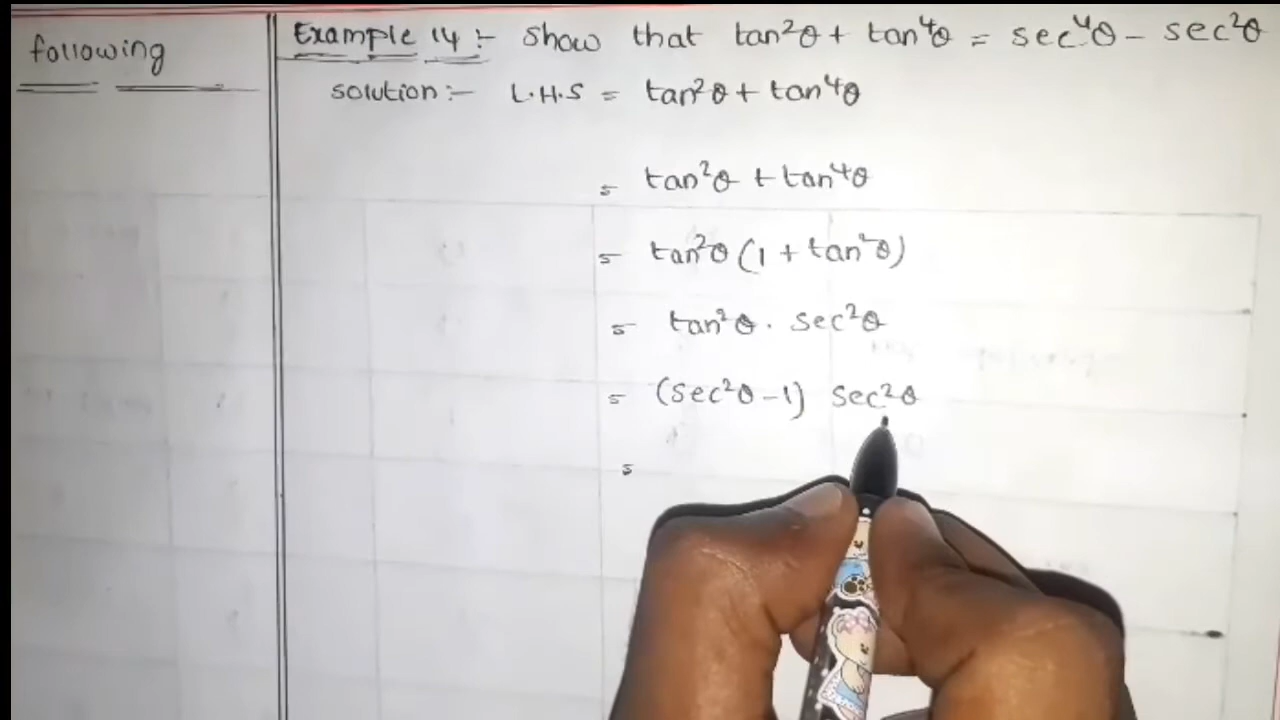 following
Example 14 :- show that tan²θ + tan⁴θ = sec⁴θ - sec²θ
solution :- L.H.S = tan²θ + tan⁴θ
= tan²θ + tan⁴θ
= tan²θ (1 + tan²θ)
= tan²θ . sec²θ
= (sec²θ - 1) sec²θ
=